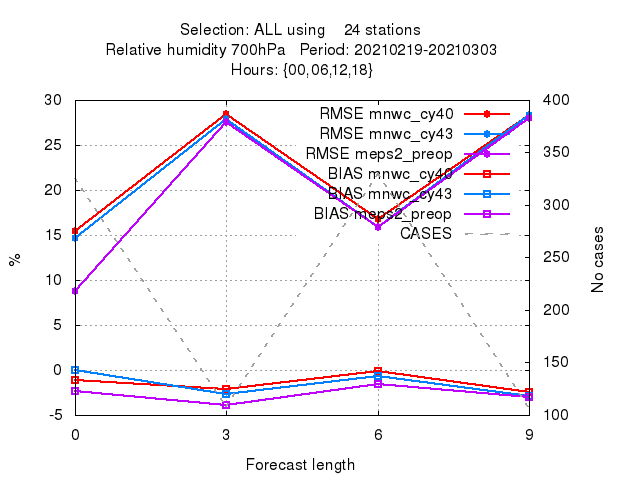 Selection: ALL using 24 stations
Relative humidity 700hPa Period: 20210219-20210303
Hours: {00,06,12,18}
30 400
RMSE mnwc_cy40
RMSE mnwc_cy43
25 350
RMSE meps2_preop
BIAS mnwc_cy40
20 300
BIAS mnwc_cy43
BIAS meps2_preop
15 250
CASES
%
No cases
10 200
5 150
0
-5 100
0 3 6 9
Forecast length